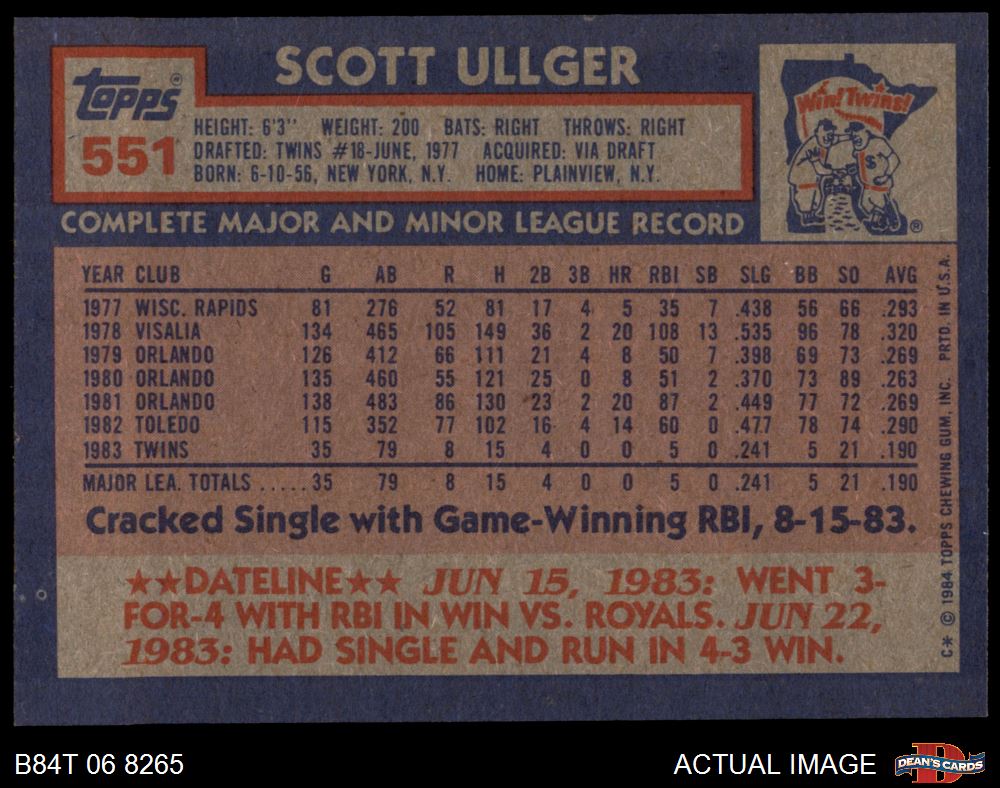 SCOTT ULLGER
Topps®
551
HEIGHT: 6'3" WEIGHT: 200 BATS: RIGHT THROWS: RIGHT
DRAFTED: TWINS #18-JUNE, 1977 ACQUIRED: VIA DRAFT
BORN: 6-10-56, NEW YORK, N.Y. HOME: PLAINVIEW, N.Y.
Win! Twins!
$
®
COMPLETE MAJOR AND MINOR LEAGUE RECORD
YEAR CLUB G AB R H 2B 3B HR RBI SB SLG BB SO AVG
1977 WISC. RAPIDS 81 276 52 81 17 4 5 35 7 .438 56 66 .293
1978 VISALIA 134 465 105 149 36 2 20 108 13 .535 96 78 .320
1979 ORLANDO 126 412 66 111 21 4 8 50 7 .398 69 73 .269
1980 ORLANDO 135 460 55 121 25 0 8 51 2 .370 73 89 .263
1981 ORLANDO 138 483 86 130 23 2 20 87 2 .449 77 72 .269
1982 TOLEDO 115 352 77 102 16 4 14 60 0 .477 78 74 .290
1983 TWINS 35 79 8 15 4 0 0 5 0 .241 5 21 .190
MAJOR LEA. TOTALS .....35 79 8 15 4 0 0 5 0 .241 5 21 .190
Cracked Single with Game-Winning RBI, 8-15-83.
★★DATELINE★★ JUN 15, 1983: WENT 3-
FOR-4 WITH RBI IN WIN VS. ROYALS. JUN 22,
1983: HAD SINGLE AND RUN IN 4-3 WIN.
C* © 1984 TOPPS CHEWING GUM, INC. PRTD. IN U.S.A.
B84T 06 8265
ACTUAL IMAGE
D
DEAN'S CARDS